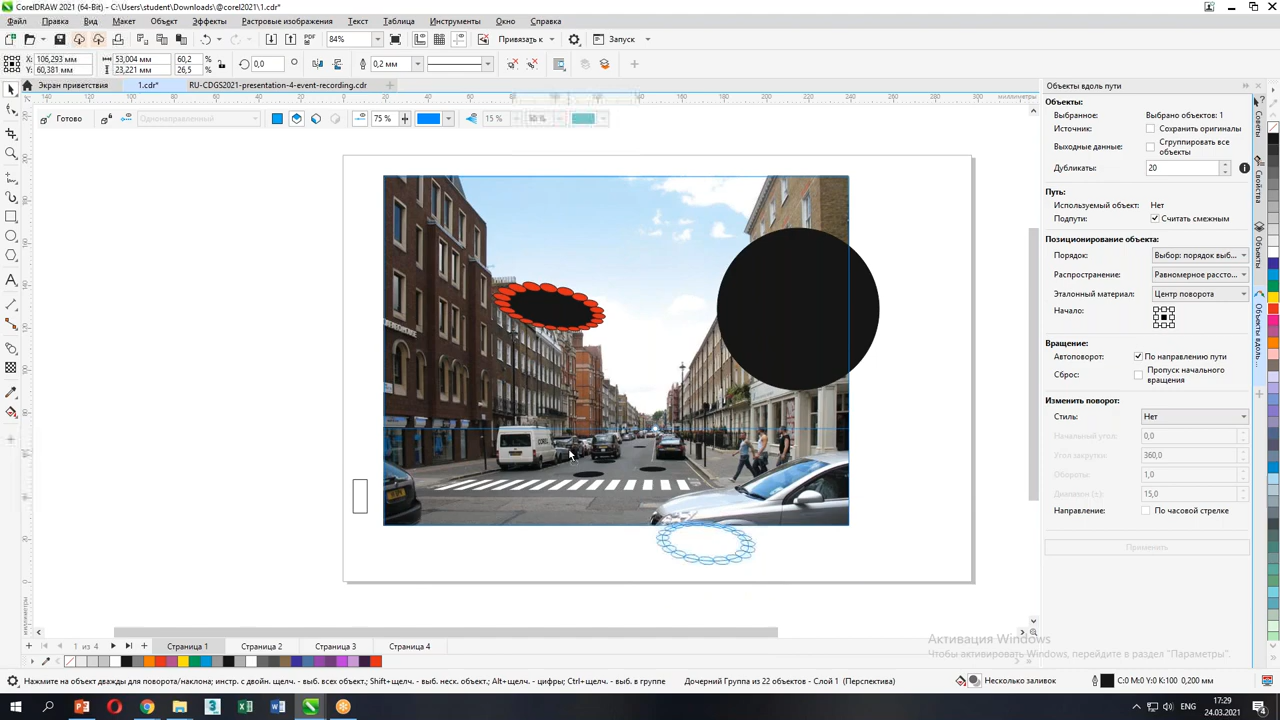 CorelDRAW 2021 (64-Bit) - C:\Users\student\Downloads\@corel2021\1.cdr*
Файл Правка Вид Макет Объект Эффекты Растровые изображения Текст Таблица Инструменты Окно Справка
84% Привязать к Запуск
X: 106,293 мм 53,004 мм 60,2 0,0 0,2 мм
Y: 60,381 мм 23,221 мм 26,5
Экран приветствия 1.cdr* RU-CDGS2021-presentation-4-event-recording.cdr
миллиметры
Готово Однонаправленный 75 % 15 %
Объекты вдоль пути
Объекты:
Выбранное: Выбрано объектов: 1
Источник: Сохранить оригиналы
Выходные данные: Сгруппировать все объекты
Дубликаты: 20
Путь:
Используемый объект: Нет
Подпути: Считать смежным
Позиционирование объекта:
Порядок: Выбор: порядок выб...
Распространение: Равномерное рассто...
Эталонный материал: Центр поворота
Начало:
Вращение:
Автоповорот: По направлению пути
Сброс: Пропуск начального вращения
Изменить поворот:
Стиль: Нет
Начальный угол: 0,0
Угол закрутки: 360,0
Обороты: 1,0
Диапазон (±): 15,0
Направление: По часовой стрелке
Применить
Советы
Свойства
Объекты
Объекты вдоль...
1 из 4 Страница 1 Страница 2 Страница 3 Страница 4
Активация Windows
Чтобы активировать Windows, перейдите в раздел "Параметры".
Нажмите на объект дважды для поворота/наклона; инстр. с двойн. щелч. - выб. всех объект.; Shift+щелч. - выб. неск. объект.; Alt+щелч. - цифры; Ctrl+щелч. - выб. в группе Дочерний Группа из 22 объектов - Слой 1 (Перспектива) Несколько заливок C:0 M:0 Y:0 K:100 0,200 мм
ENG 17:29
24.03.2021